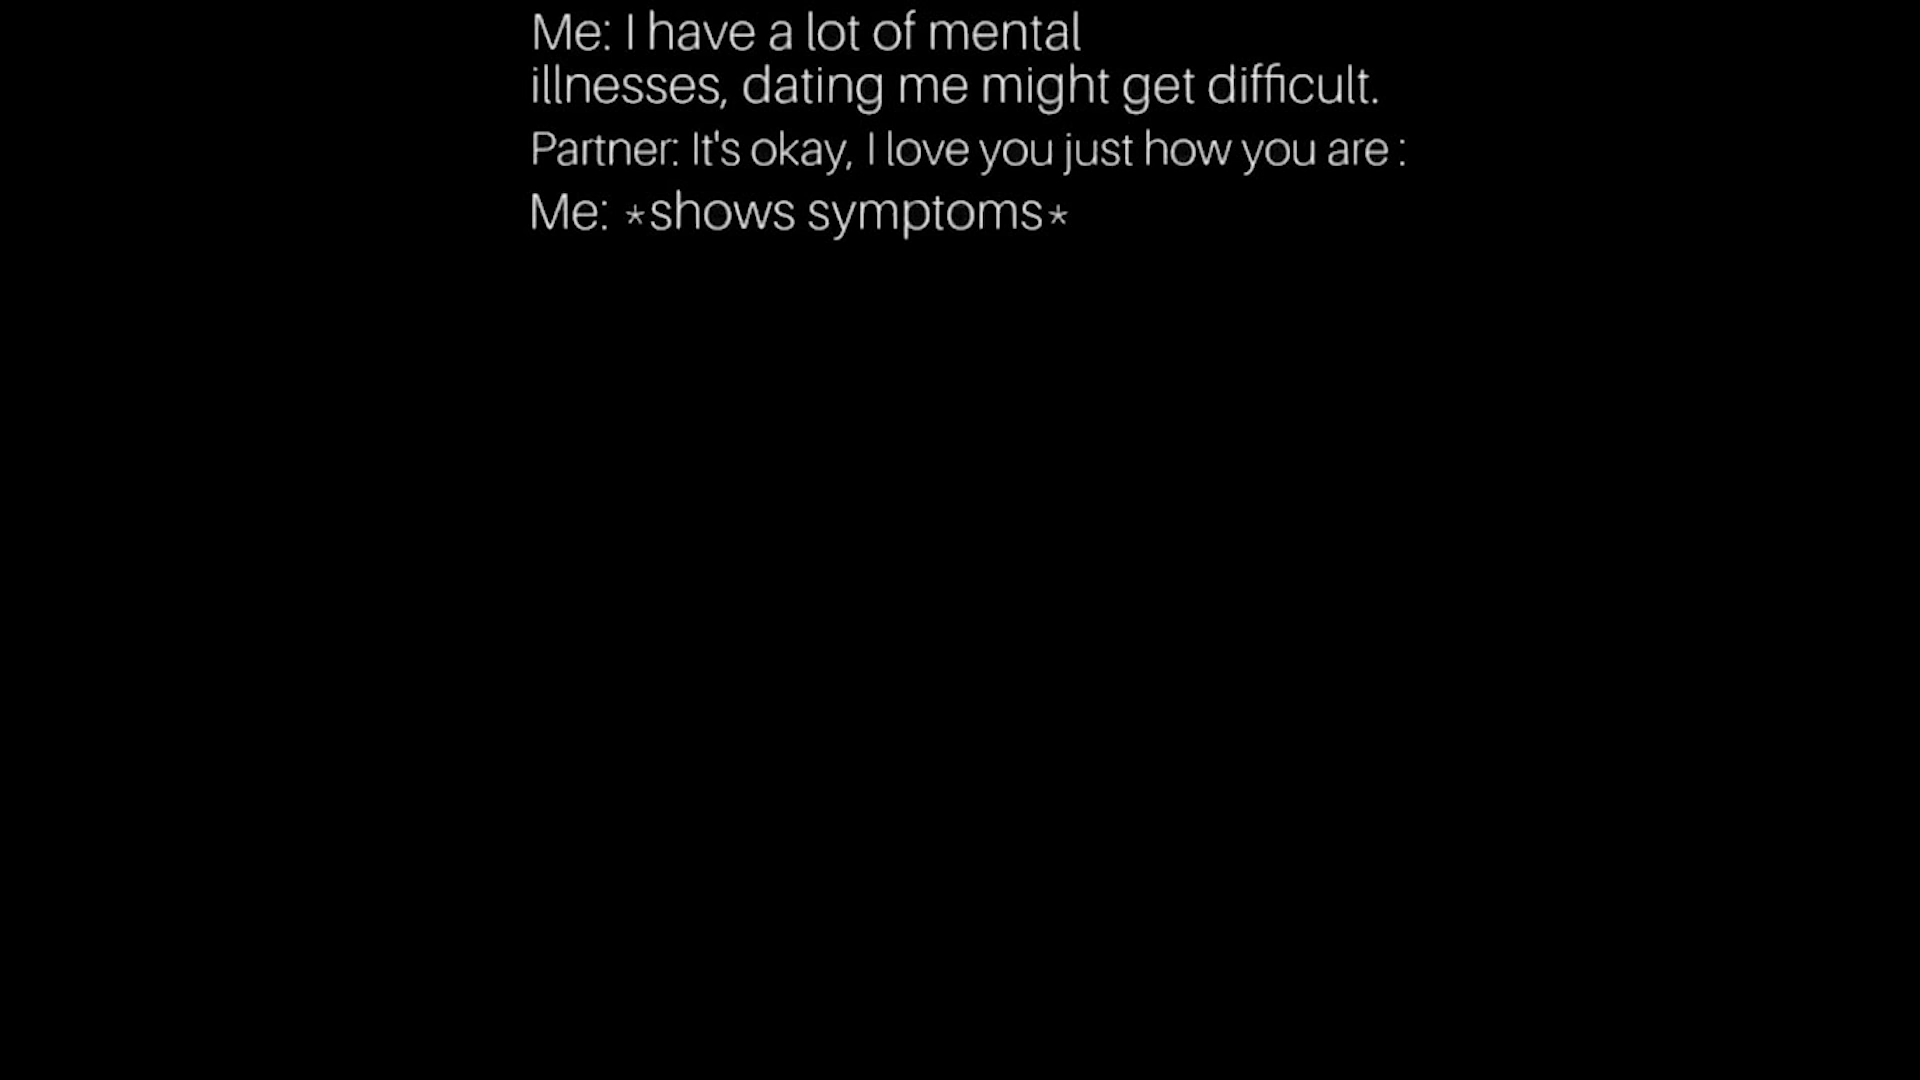 Me: I have a lot of mental
illnesses, dating me might get difficult.
Partner: It's okay, I love you just how you are :
Me: *shows symptoms*